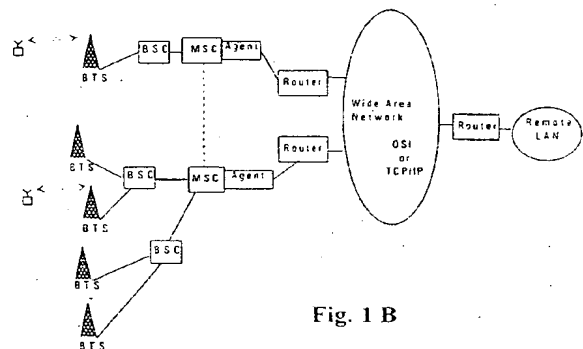 BTS
BSC
MSC
Agent
Router
Wide Area
Network
OSI
or
TCP/IP
Router
Remote
LAN
BTS
BSC
MSC
Agent
Router
BTS
BSC
BTS
BTS
Fig. 1 B